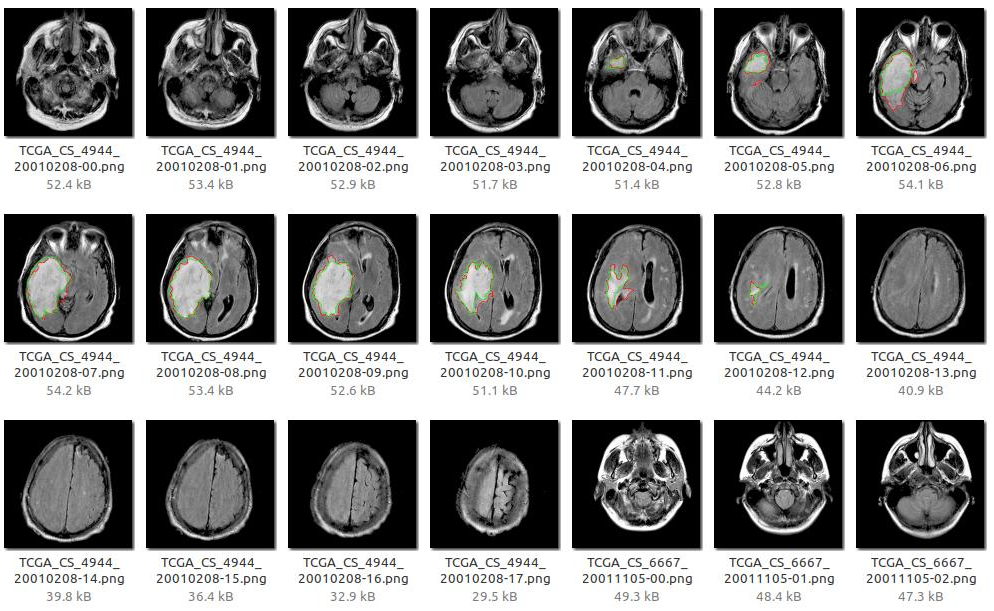 TCGA_CS_4944_ TCGA_CS_4944_ TCGA_CS_4944_ TCGA_CS_4944_ TCGA_CS_4944_ TCGA_CS_4944_ TCGA_CS_4944_
20010208-00.png 20010208-01.png 20010208-02.png 20010208-03.png 20010208-04.png 20010208-05.png 20010208-06.png
52.4 kB 53.4 kB 52.9 kB 51.7 kB 51.4 kB 52.8 kB 54.1 kB
TCGA_CS_4944_ TCGA_CS_4944_ TCGA_CS_4944_ TCGA_CS_4944_ TCGA_CS_4944_ TCGA_CS_4944_ TCGA_CS_4944_
20010208-07.png 20010208-08.png 20010208-09.png 20010208-10.png 20010208-11.png 20010208-12.png 20010208-13.png
54.2 kB 53.4 kB 52.6 kB 51.1 kB 47.7 kB 44.2 kB 40.9 kB
TCGA_CS_4944_ TCGA_CS_4944_ TCGA_CS_4944_ TCGA_CS_4944_ TCGA_CS_6667_ TCGA_CS_6667_ TCGA_CS_6667_
20010208-14.png 20010208-15.png 20010208-16.png 20010208-17.png 20011105-00.png 20011105-01.png 20011105-02.png
39.8 kB 36.4 kB 32.9 kB 29.5 kB 49.3 kB 48.4 kB 47.3 kB